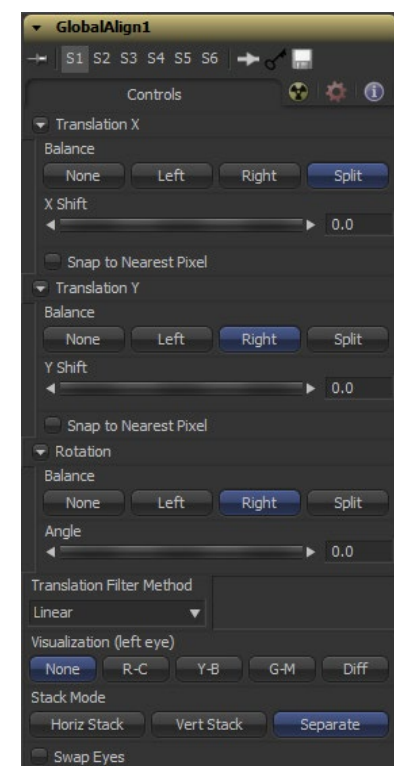 GlobalAlign1
S1 S2 S3 S4 S5 S6
Controls
Translation X
Balance
None Left Right Split
X Shift
0.0
Snap to Nearest Pixel
Translation Y
Balance
None Left Right Split
Y Shift
0.0
Snap to Nearest Pixel
Rotation
Balance
None Left Right Split
Angle
0.0
Translation Filter Method
Linear
Visualization (left eye)
None R-C Y-B G-M Diff
Stack Mode
Horiz Stack Vert Stack Separate
Swap Eyes